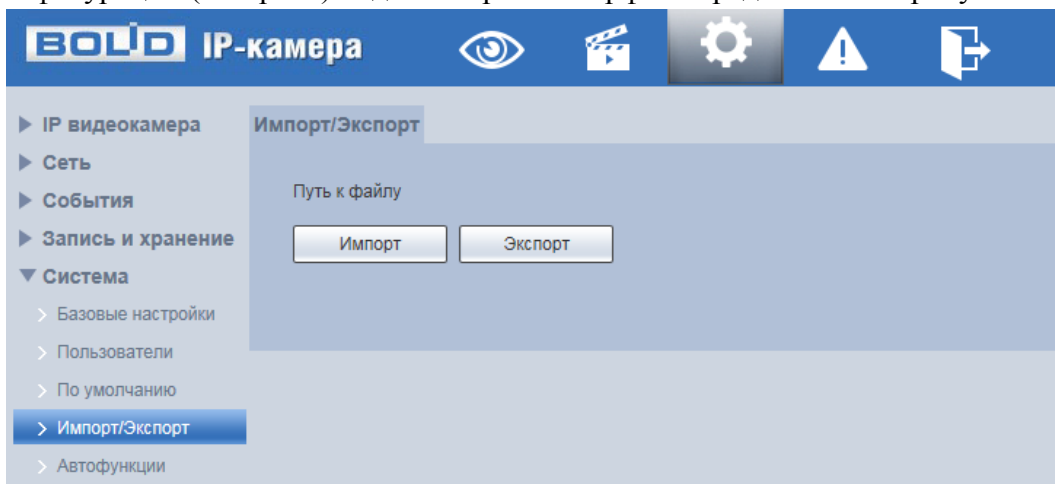 BOLID IP-камера
IP видеокамера
Сеть
События
Запись и хранение
Система
Базовые настройки
Пользователи
По умолчанию
Импорт/Экспорт
Автофункции
Импорт/Экспорт
Путь к файлу
Импорт Экспорт